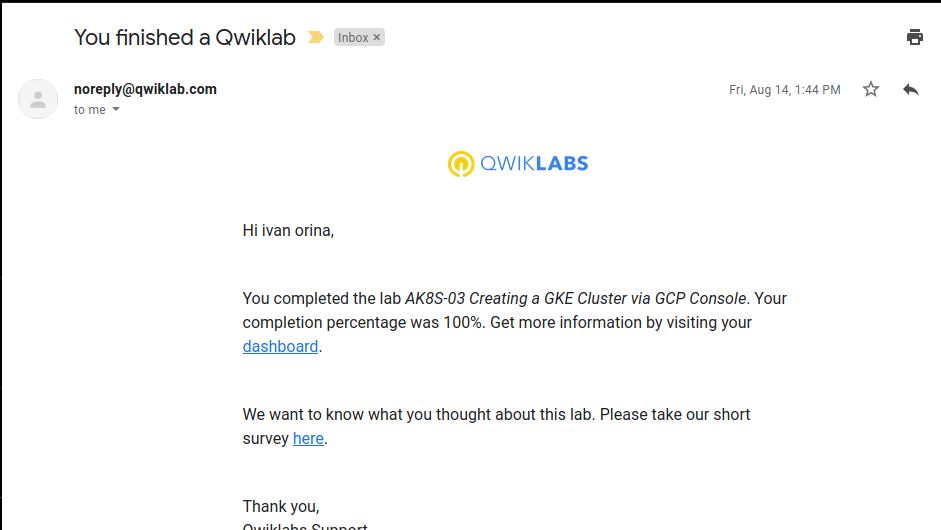 You finished a Qwiklab
Inbox ×
noreply@qwiklab.com
Fri, Aug 14, 1:44 PM
to me
QWIKLABS
Hi ivan orina,
You completed the lab AK8S-03 Creating a GKE Cluster via GCP Console. Your
completion percentage was 100%. Get more information by visiting your
dashboard.
We want to know what you thought about this lab. Please take our short
survey here.
Thank you,
Qwiklabs Support